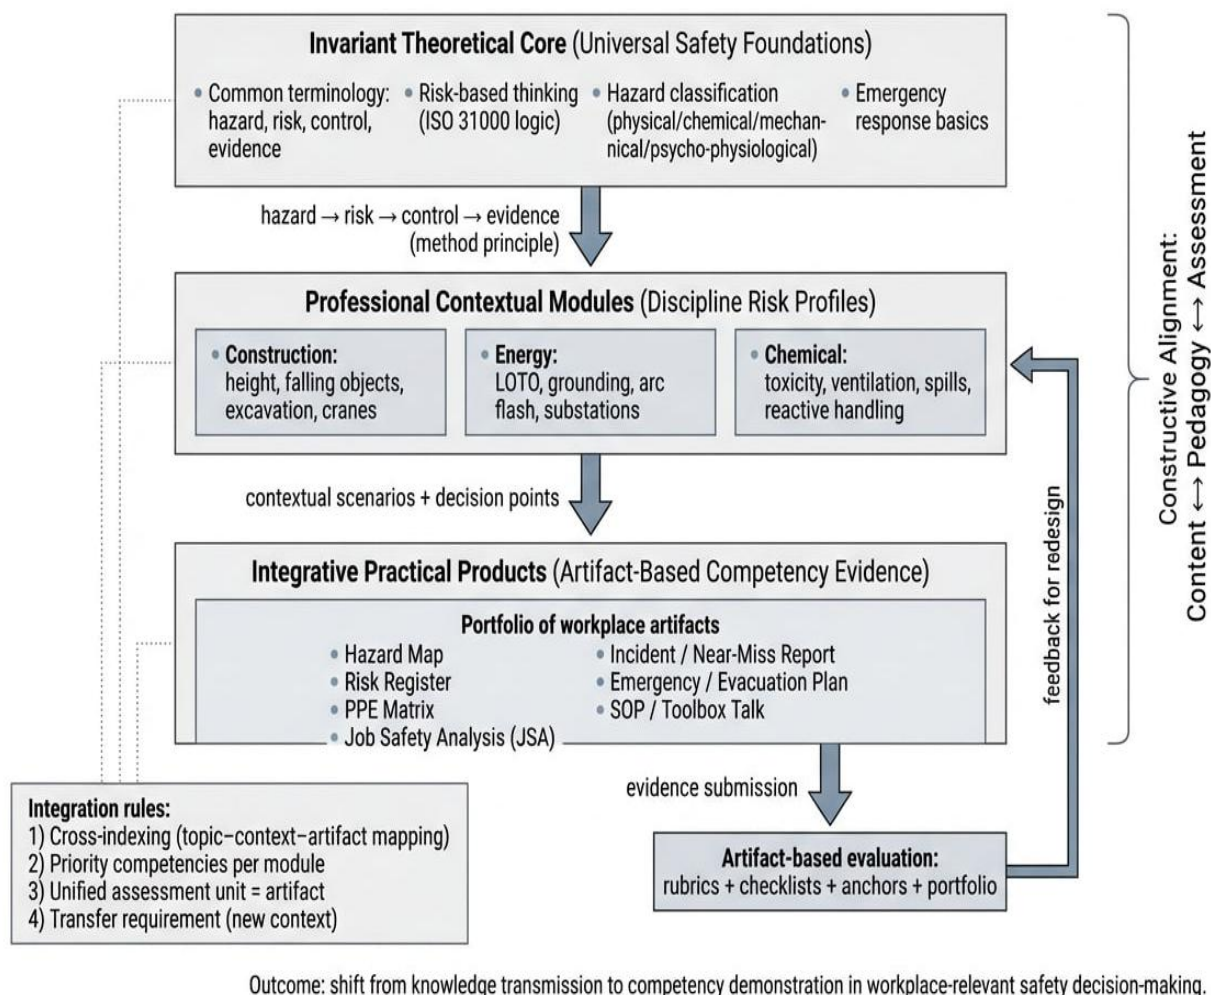 Invariant Theoretical Core (Universal Safety Foundations)
• Common terminology:
hazard, risk, control,
evidence
• Risk-based thinking
(ISO 31000 logic)
• Hazard classification
(physical/chemical/mechan-
nical/psycho-physiological)
• Emergency
response basics
hazard → risk → control → evidence
(method principle)
Professional Contextual Modules (Discipline Risk Profiles)
• Construction:
height, falling objects,
excavation, cranes
• Energy:
LOTO, grounding, arc
flash, substations
• Chemical:
toxicity, ventilation, spills,
reactive handling
contextual scenarios + decision points
Integrative Practical Products (Artifact-Based Competency Evidence)
Portfolio of workplace artifacts
• Hazard Map
• Risk Register
• PPE Matrix
• Job Safety Analysis (JSA)
• Incident / Near-Miss Report
• Emergency / Evacuation Plan
• SOP / Toolbox Talk
evidence submission
Artifact-based evaluation:
rubrics + checklists + anchors + portfolio
feedback for redesign
Constructive Alignment:
Content ↔ Pedagogy ↔ Assessment
Integration rules:
1) Cross-indexing (topic–context–artifact mapping)
2) Priority competencies per module
3) Unified assessment unit = artifact
4) Transfer requirement (new context)
Outcome: shift from knowledge transmission to competency demonstration in workplace-relevant safety decision-making.